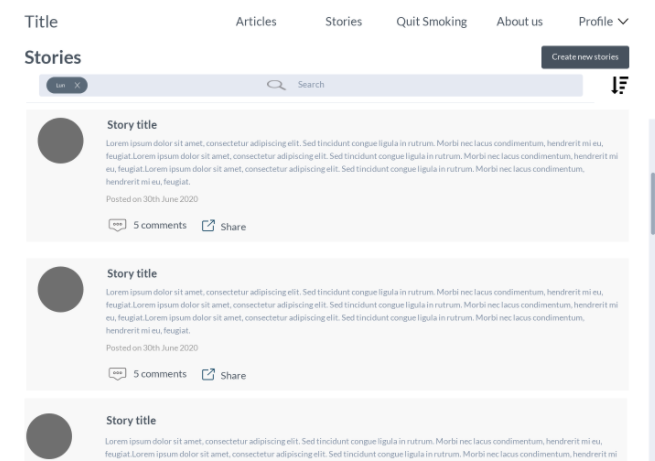 Title
Articles
Stories
Quit Smoking
About us
Profile
Stories
Create new stories
Search
Story title
Lorem ipsum dolor sit amet, consectetur adipiscing elit. Sed tincidunt congue ligula in rutrum. Morbi nec lacus condimentum, hendrerit mi eu,
feugiat.Lorem ipsum dolor sit amet, consectetur adipiscing elit. Sed tincidunt congue ligula in rutrum. Morbi nec lacus condimentum, hendrerit mi
eu, feugiat.Lorem ipsum dolor sit amet, consectetur adipiscing elit. Sed tincidunt congue ligula in rutrum. Morbi nec lacus condimentum,
hendrerit mi eu, feugiat.
Posted on 30th June 2020
5 comments
Share
Story title
Lorem ipsum dolor sit amet, consectetur adipiscing elit. Sed tincidunt congue ligula in rutrum. Morbi nec lacus condimentum, hendrerit mi eu,
feugiat.Lorem ipsum dolor sit amet, consectetur adipiscing elit. Sed tincidunt congue ligula in rutrum. Morbi nec lacus condimentum, hendrerit mi
eu, feugiat.Lorem ipsum dolor sit amet, consectetur adipiscing elit. Sed tincidunt congue ligula in rutrum. Morbi nec lacus condimentum,
hendrerit mi eu, feugiat.
Posted on 30th June 2020
5 comments
Share
Story title
Lorem ipsum dolor sit amet, consectetur adipiscing elit. Sed tincidunt congue ligula in rutrum. Morbi nec lacus condimentum, hendrerit mi eu,
feugiat.Lorem ipsum dolor sit amet, consectetur adipiscing elit. Sed tincidunt congue ligula in rutrum. Morbi nec lacus condimentum, hendrerit mi